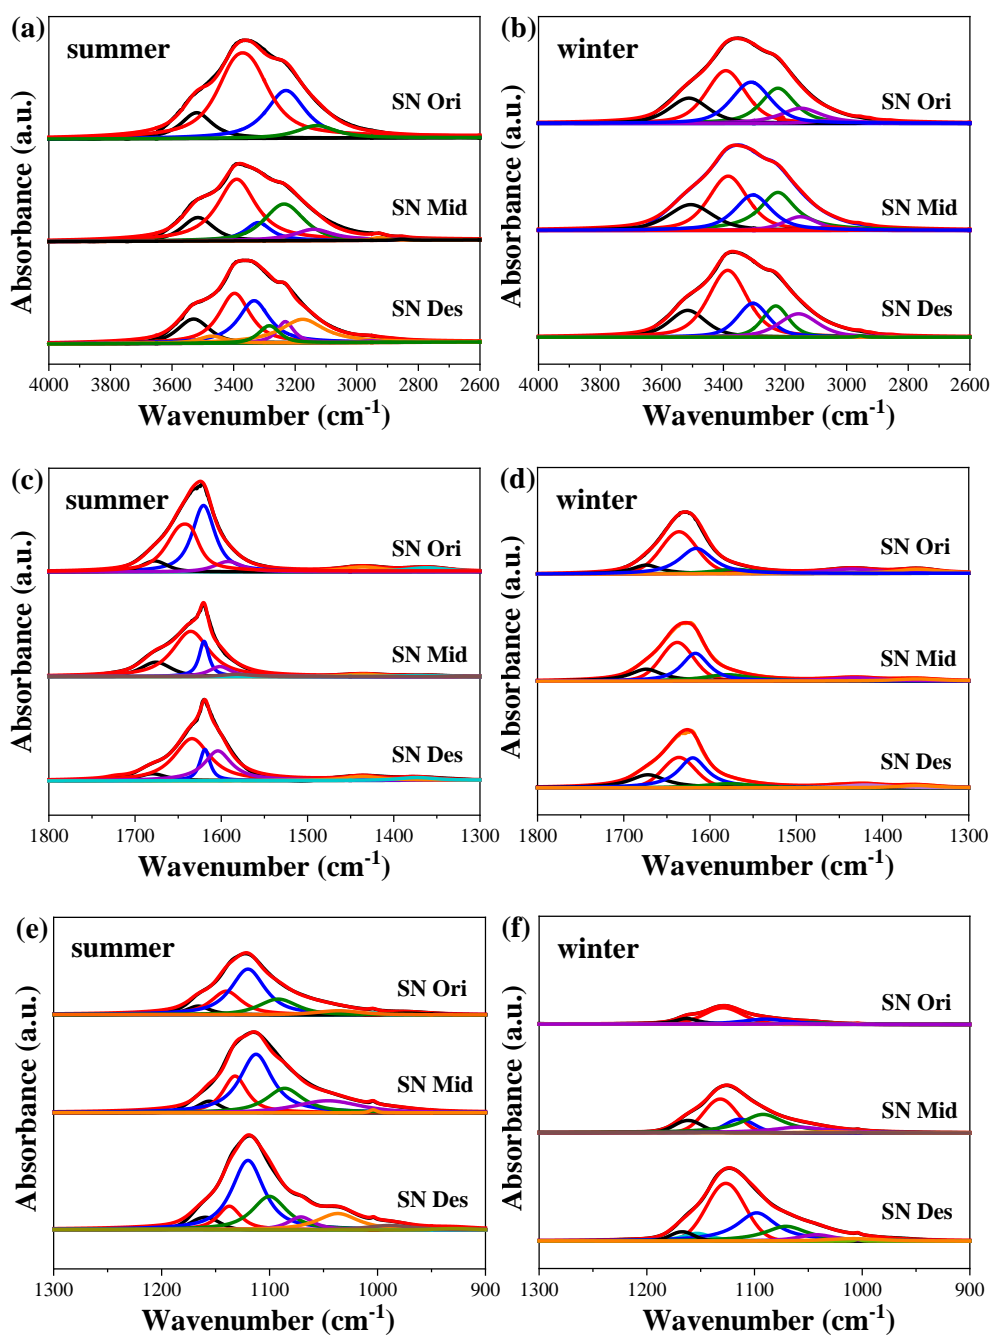 (a) summer
SN Ori
SN Mid
SN Des
Absorbance (a.u.)
4000 3800 3600 3400 3200 3000 2800 2600
Wavenumber (cm⁻¹)
(b) winter
SN Ori
SN Mid
SN Des
Absorbance (a.u.)
4000 3800 3600 3400 3200 3000 2800 2600
Wavenumber (cm⁻¹)
(c) summer
SN Ori
SN Mid
SN Des
Absorbance (a.u.)
1800 1700 1600 1500 1400 1300
Wavenumber (cm⁻¹)
(d) winter
SN Ori
SN Mid
SN Des
Absorbance (a.u.)
1800 1700 1600 1500 1400 1300
Wavenumber (cm⁻¹)
(e) summer
SN Ori
SN Mid
SN Des
Absorbance (a.u.)
1300 1200 1100 1000 900
Wavenumber (cm⁻¹)
(f) winter
SN Ori
SN Mid
SN Des
Absorbance (a.u.)
1300 1200 1100 1000 900
Wavenumber (cm⁻¹)